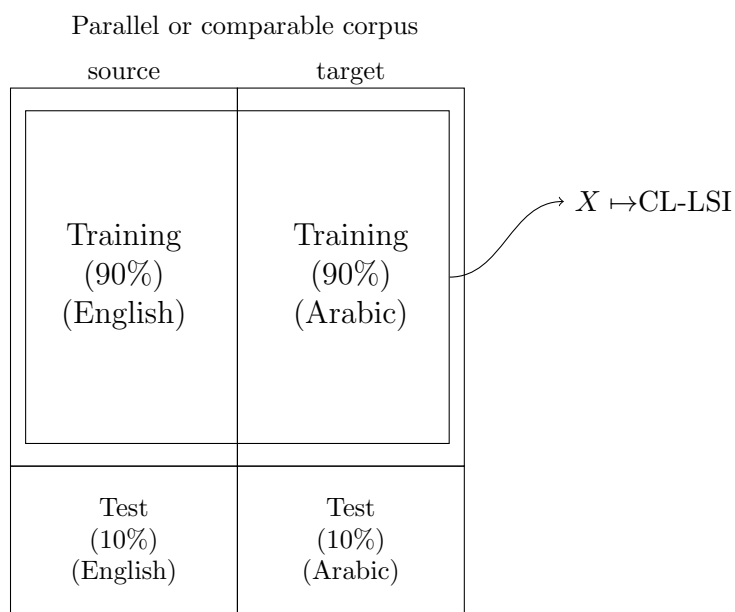 Parallel or comparable corpus
source target
Training Training
(90%) (90%)
(English) (Arabic)
X ↦CL-LSI
Test Test
(10%) (10%)
(English) (Arabic)